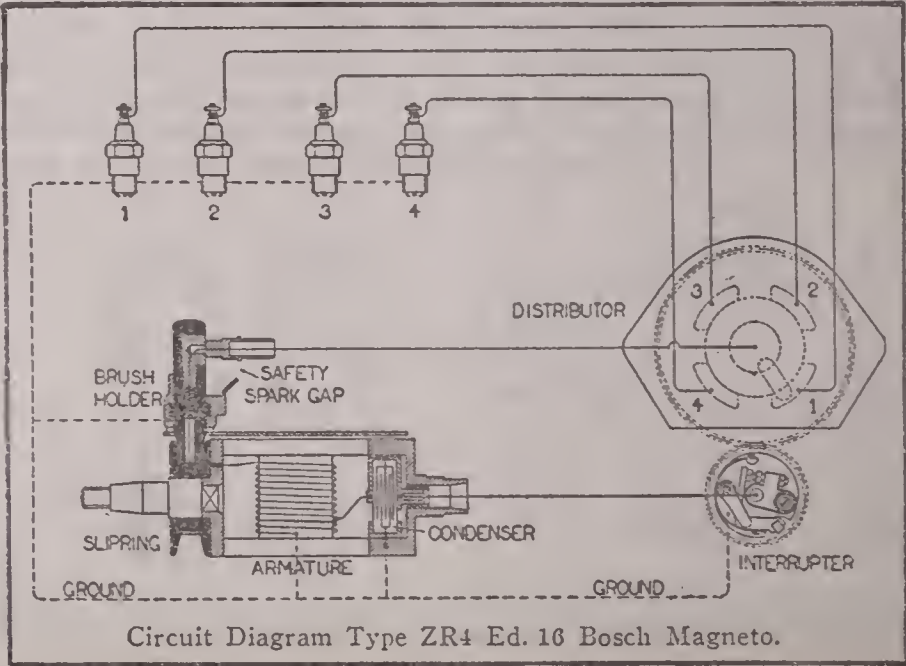 1 2 3 4
3 2
DISTRIBUTOR
4 1
BRUSH
HOLDER
SAFETY
SPARK GAP
SLIPRING
ARMATURE
CONDENSER
INTERRUPTER
GROUND GROUND
Circuit Diagram Type ZR4 Ed. 16 Bosch Magneto.